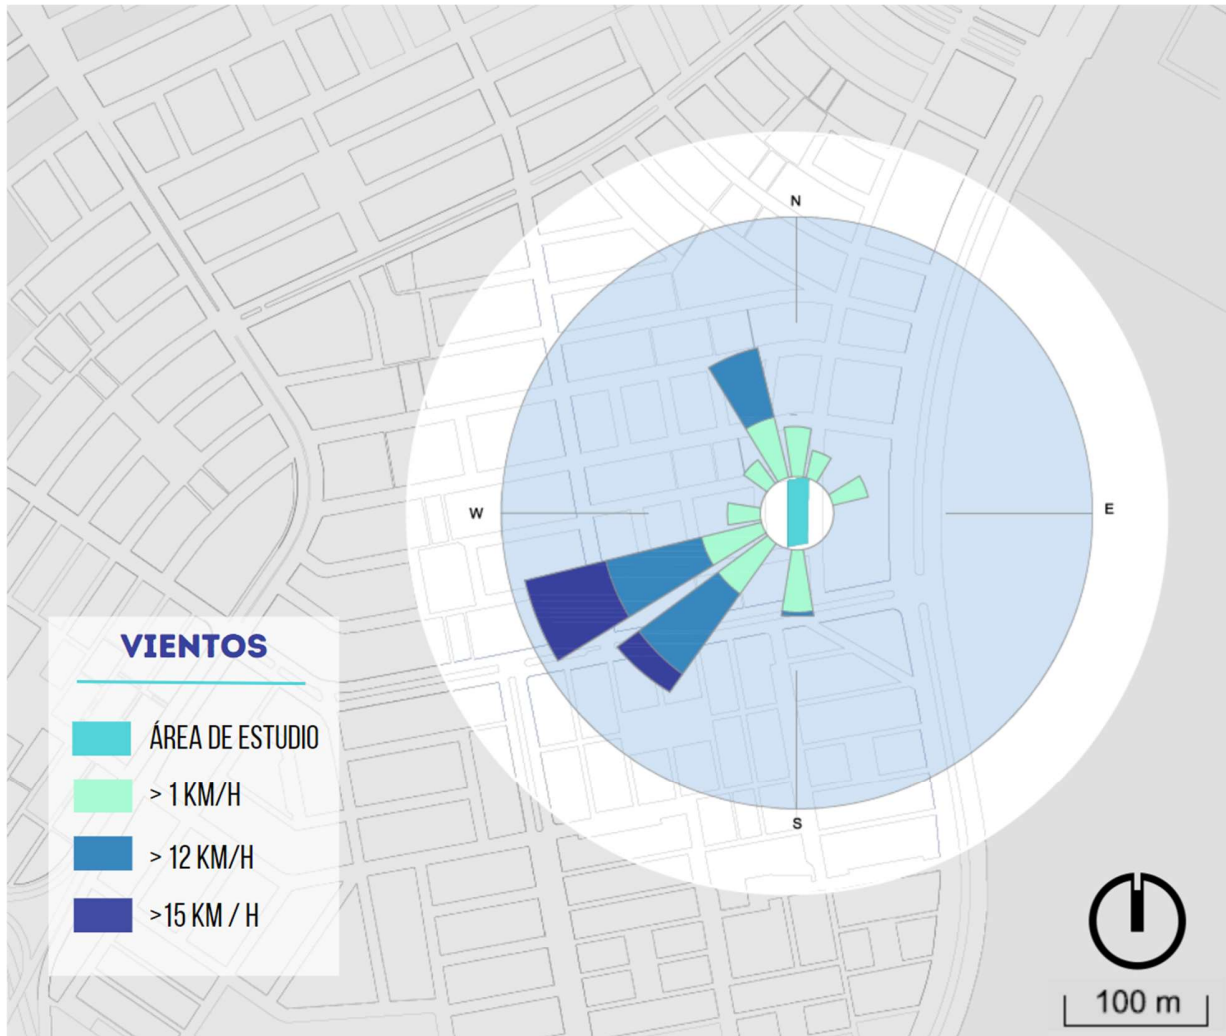 N
W
E
S
VIENTOS
ÁREA DE ESTUDIO
> 1 KM/H
> 12 KM/H
>15 KM / H
100 m